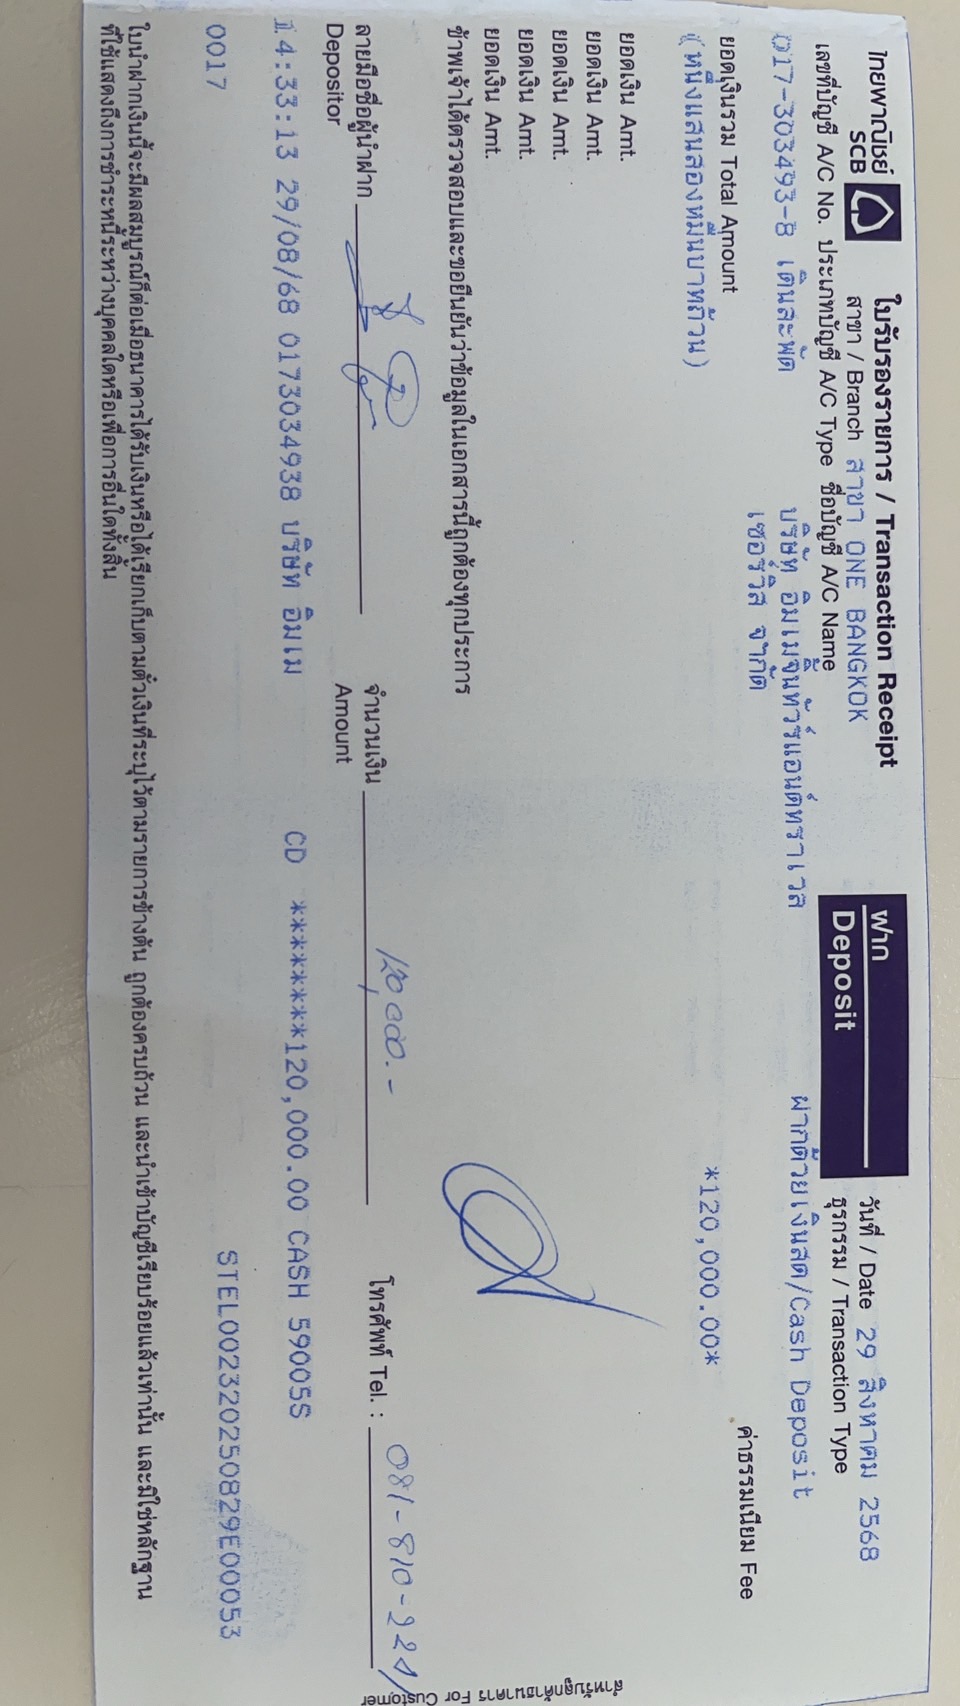 ไทยพาณิชย์
SCB
ใบรับรองรายการ / Transaction Receipt
สาขา / Branch สาขา ONE BANGKOK
ฝาก
Deposit
วันที่ / Date 29 สิงหาคม 2568
เลขที่บัญชี A/C No. ประเภทบัญชี A/C Type ชื่อบัญชี A/C Name
ธุรกรรม / Transaction Type
017-303493-8 เดินสะพัด
บริษัท อิมเมจิ้นทัวร์แอนด์ทราเวล
เซอร์วิส จำกัด
ฝากด้วยเงินสด/Cash Deposit
ยอดเงินรวม Total Amount
ค่าธรรมเนียม Fee
(หนึ่งแสนสองหมื่นบาทถ้วน)
*120,000.00*
ยอดเงิน Amt.
ยอดเงิน Amt.
ยอดเงิน Amt.
ยอดเงิน Amt.
ยอดเงิน Amt.
ข้าพเจ้าได้ตรวจสอบและขอยืนยันว่าข้อมูลในเอกสารนี้ถูกต้องทุกประการ
ลายมือชื่อผู้นำฝาก
Depositor
จำนวนเงิน 120,000.-
Amount
โทรศัพท์ Tel. : 081-810-221
14:33:13 29/08/68 0173034938 บริษัท อิมเม CD *******120,000.00 CASH 59005S
0017
STEL002320250829E00053
ใบนำฝากเงินนี้จะมีผลสมบูรณ์ก็ต่อเมื่อธนาคารได้รับเงินหรือได้เรียกเก็บตามตั๋วเงินที่ระบุไว้ตามรายการข้างต้น ถูกต้องครบถ้วน และนำเข้าบัญชีเรียบร้อยแล้วเท่านั้น และมิใช่หลักฐาน
ที่ใช้แสดงถึงการชำระหนี้ระหว่างบุคคลใดหรือเพื่อการอื่นใดทั้งสิ้น
สำหรับลูกค้าธนาคาร For Customer